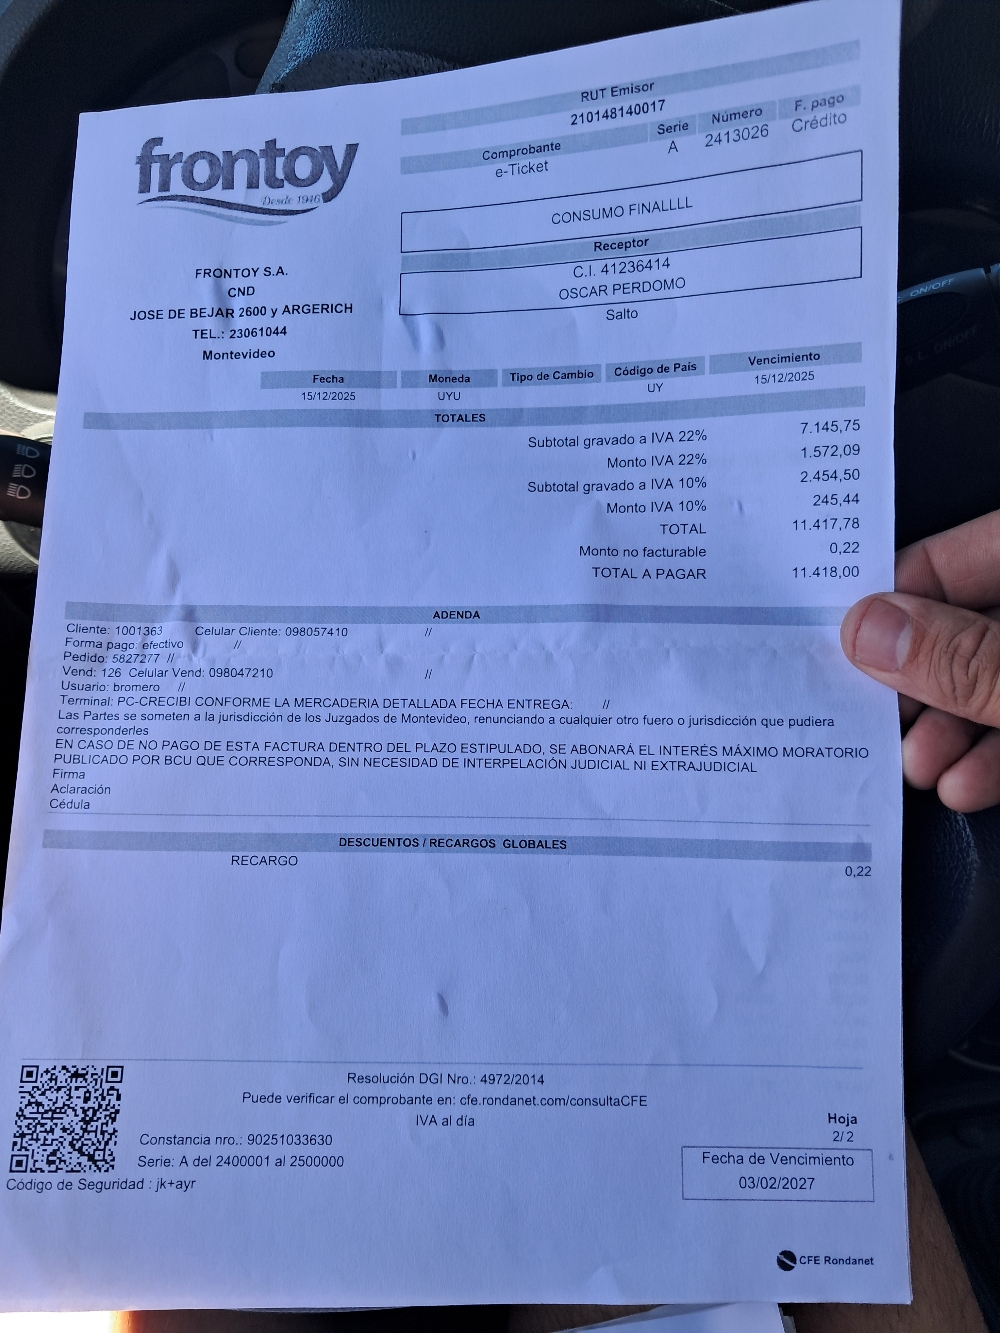 RUT Emisor
210148140017
Comprobante Serie Número F. pago
e-Ticket A 2413026 Crédito
frontoy
Desde 1946
CONSUMO FINALLLL
Receptor
C.I. 41236414
OSCAR PERDOMO
Salto
FRONTOY S.A.
CND
JOSE DE BEJAR 2600 y ARGERICH
TEL.: 23061044
Montevideo
Fecha Moneda Tipo de Cambio Código de País Vencimiento
15/12/2025 UYU UY 15/12/2025
TOTALES
Subtotal gravado a IVA 22% 7.145,75
Monto IVA 22% 1.572,09
Subtotal gravado a IVA 10% 2.454,50
Monto IVA 10% 245,44
TOTAL 11.417,78
Monto no facturable 0,22
TOTAL A PAGAR 11.418,00
ADENDA
Cliente: 1001363 Celular Cliente: 098057410 //
Forma pago: efectivo //
Pedido: 5827277 //
Vend: 126 Celular Vend: 098047210 //
Usuario: bromero //
Terminal: PC-CRECIBI CONFORME LA MERCADERIA DETALLADA FECHA ENTREGA: //
Las Partes se someten a la jurisdicción de los Juzgados de Montevideo, renunciando a cualquier otro fuero o jurisdicción que pudiera
corresponderles
EN CASO DE NO PAGO DE ESTA FACTURA DENTRO DEL PLAZO ESTIPULADO, SE ABONARÁ EL INTERÉS MÁXIMO MORATORIO
PUBLICADO POR BCU QUE CORRESPONDA, SIN NECESIDAD DE INTERPELACIÓN JUDICIAL NI EXTRAJUDICIAL
Firma
Aclaración
Cédula
DESCUENTOS / RECARGOS GLOBALES
RECARGO 0,22
Resolución DGI Nro.: 4972/2014
Puede verificar el comprobante en: cfe.rondanet.com/consultaCFE
IVA al día
Constancia nro.: 90251033630
Serie: A del 2400001 al 2500000
Código de Seguridad : jk+ayr
Hoja
2/2
Fecha de Vencimiento
03/02/2027
CFE Rondanet
ON/OFF